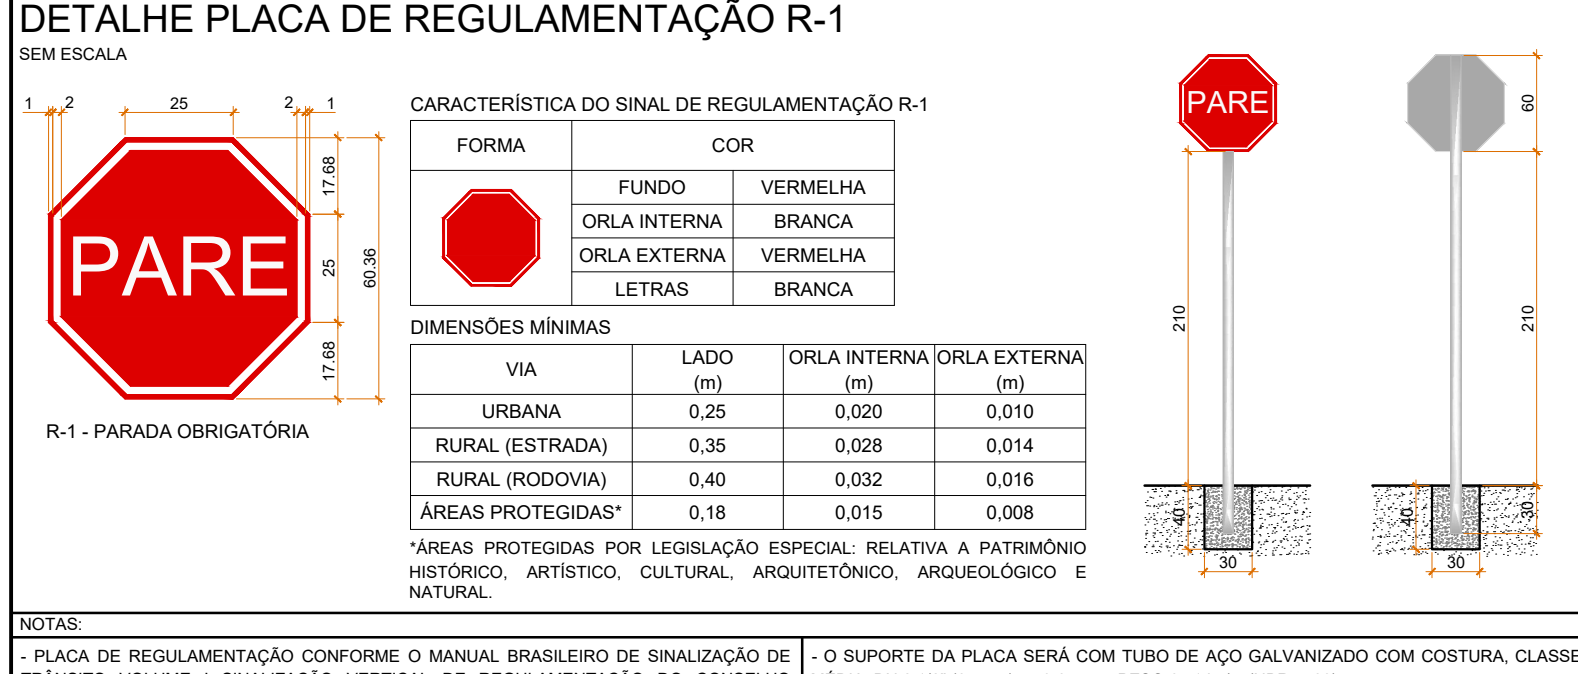 DETALHE PLACA DE REGULAMENTAÇÃO R-1
SEM ESCALA
1 2 25 2 1
17.68
25
17.68
60.36
PARE
R-1 - PARADA OBRIGATÓRIA
CARACTERÍSTICA DO SINAL DE REGULAMENTAÇÃO R-1
FORMA COR
FUNDO VERMELHA
ORLA INTERNA BRANCA
ORLA EXTERNA VERMELHA
LETRAS BRANCA
DIMENSÕES MÍNIMAS
VIA LADO (m) ORLA INTERNA (m) ORLA EXTERNA (m)
URBANA 0,25 0,020 0,010
RURAL (ESTRADA) 0,35 0,028 0,014
RURAL (RODOVIA) 0,40 0,032 0,016
ÁREAS PROTEGIDAS* 0,18 0,015 0,008
*ÁREAS PROTEGIDAS POR LEGISLAÇÃO ESPECIAL: RELATIVA A PATRIMÔNIO
HISTÓRICO, ARTÍSTICO, CULTURAL, ARQUITETÔNICO, ARQUEOLÓGICO E
NATURAL.
PARE
210
40
30
60
210
40
30
30
NOTAS:
- PLACA DE REGULAMENTAÇÃO CONFORME O MANUAL BRASILEIRO DE SINALIZAÇÃO DE
- O SUPORTE DA PLACA SERÁ COM TUBO DE AÇO GALVANIZADO COM COSTURA, CLASSE